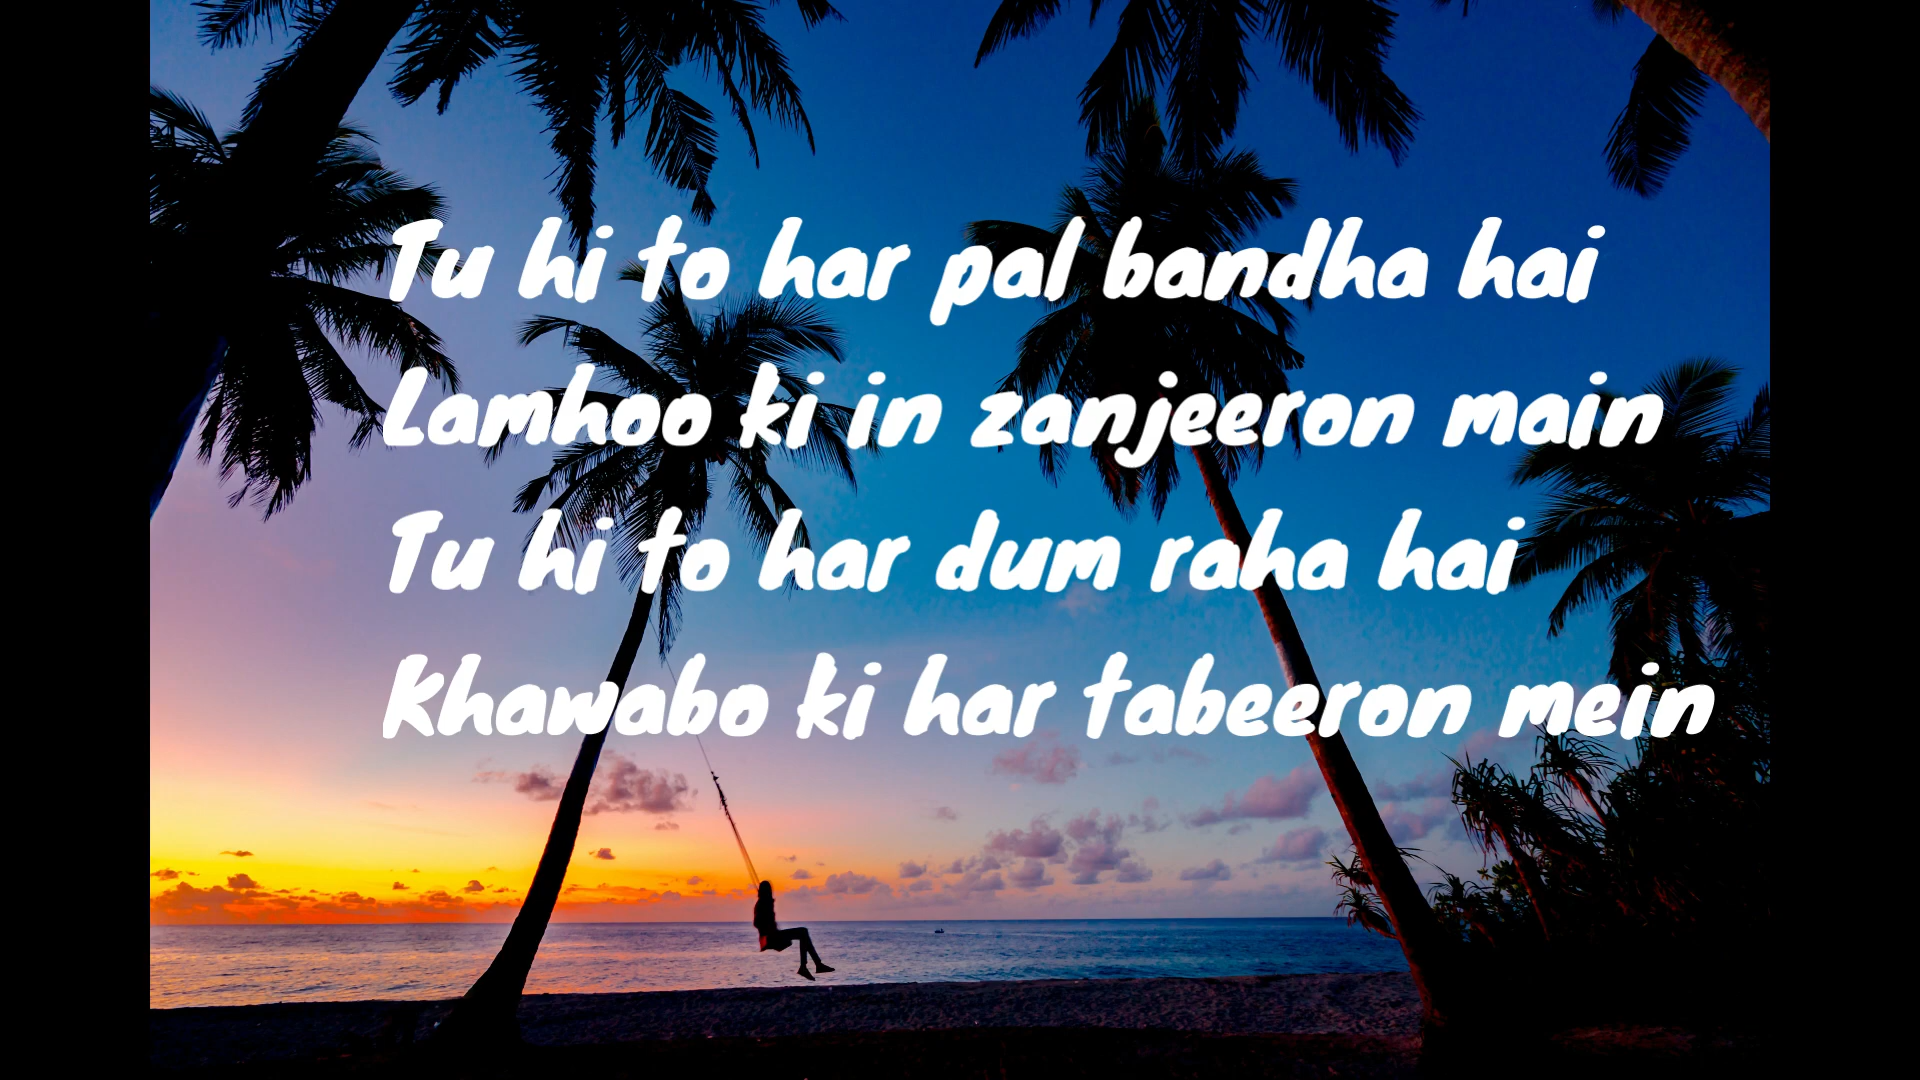 Tu hi to har pal bandha hai
Lamhoo ki in zanjeeron main
Tu hi to har dum raha hai
Khawabo ki har tabeeron mein